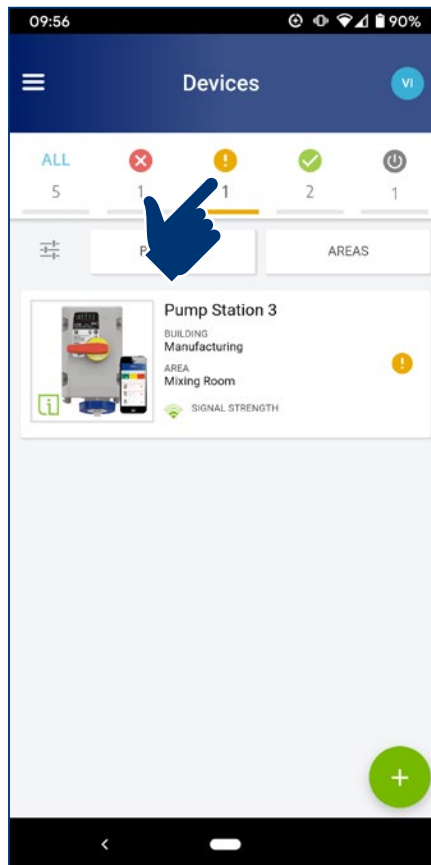 09:56 90%
Devices
VI
ALL
5 1 1 2 1
AREAS
Pump Station 3
BUILDING
Manufacturing
AREA
Mixing Room
SIGNAL STRENGTH